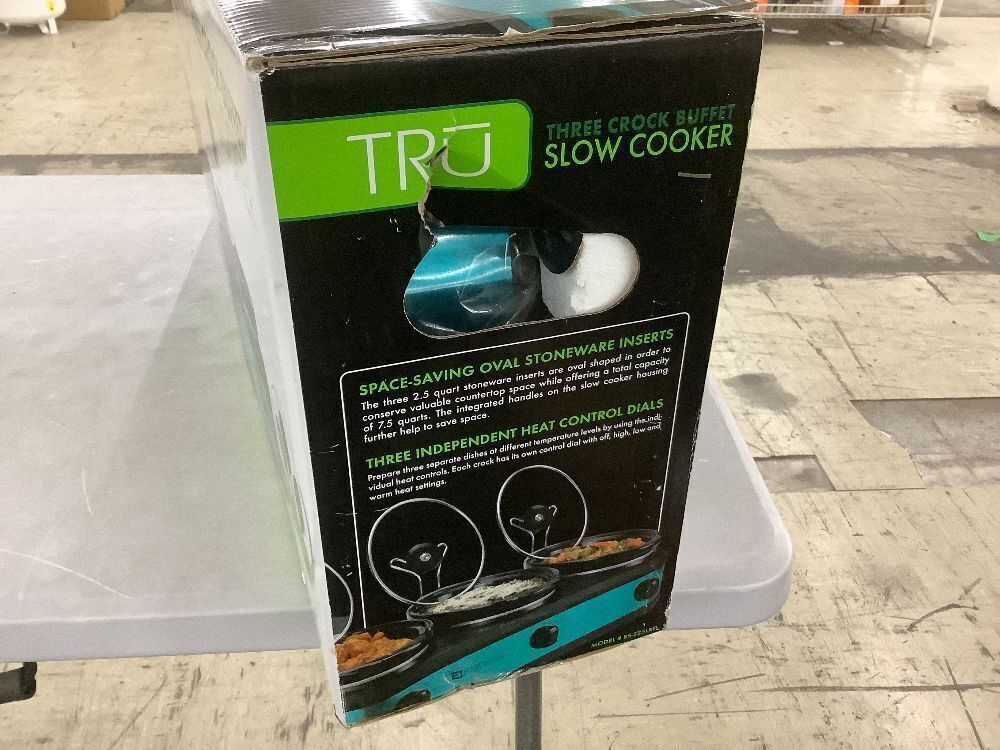 TRŪ
THREE CROCK BUFFET
SLOW COOKER
SPACE-SAVING OVAL STONEWARE INSERTS
The three 2.5 quart stoneware inserts are oval shaped in order to
conserve valuable countertop space while offering a total capacity
of 7.5 quarts. The integrated handles on the slow cooker housing
further help to save space.
THREE INDEPENDENT HEAT CONTROL DIALS
Prepare three separate dishes at different temperature levels by using the indi-
vidual heat controls. Each crock has its own control dial with off, high, low and
warm heat settings.
MODEL #